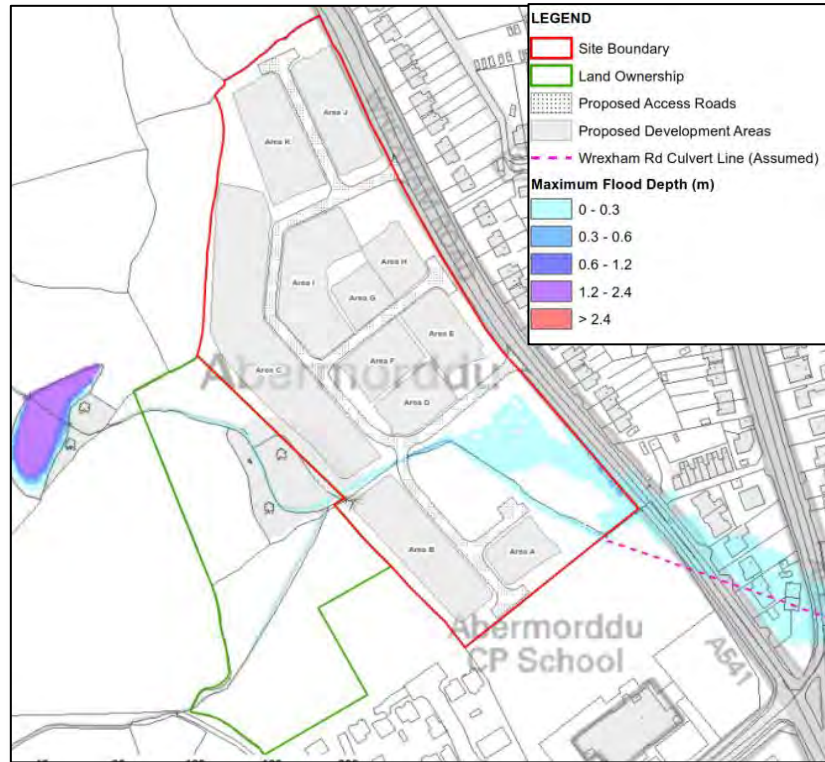 LEGEND
Site Boundary
Land Ownership
Proposed Access Roads
Proposed Development Areas
Wrexham Rd Culvert Line (Assumed)
Maximum Flood Depth (m)
0 - 0.3
0.3 - 0.6
0.6 - 1.2
1.2 - 2.4
> 2.4
Area J
Area K
Area H
Area I
Area G
Area E
Area F
Area C
Abermorddu
Area D
Area B
Area A
Abermorddu
CP School
A541